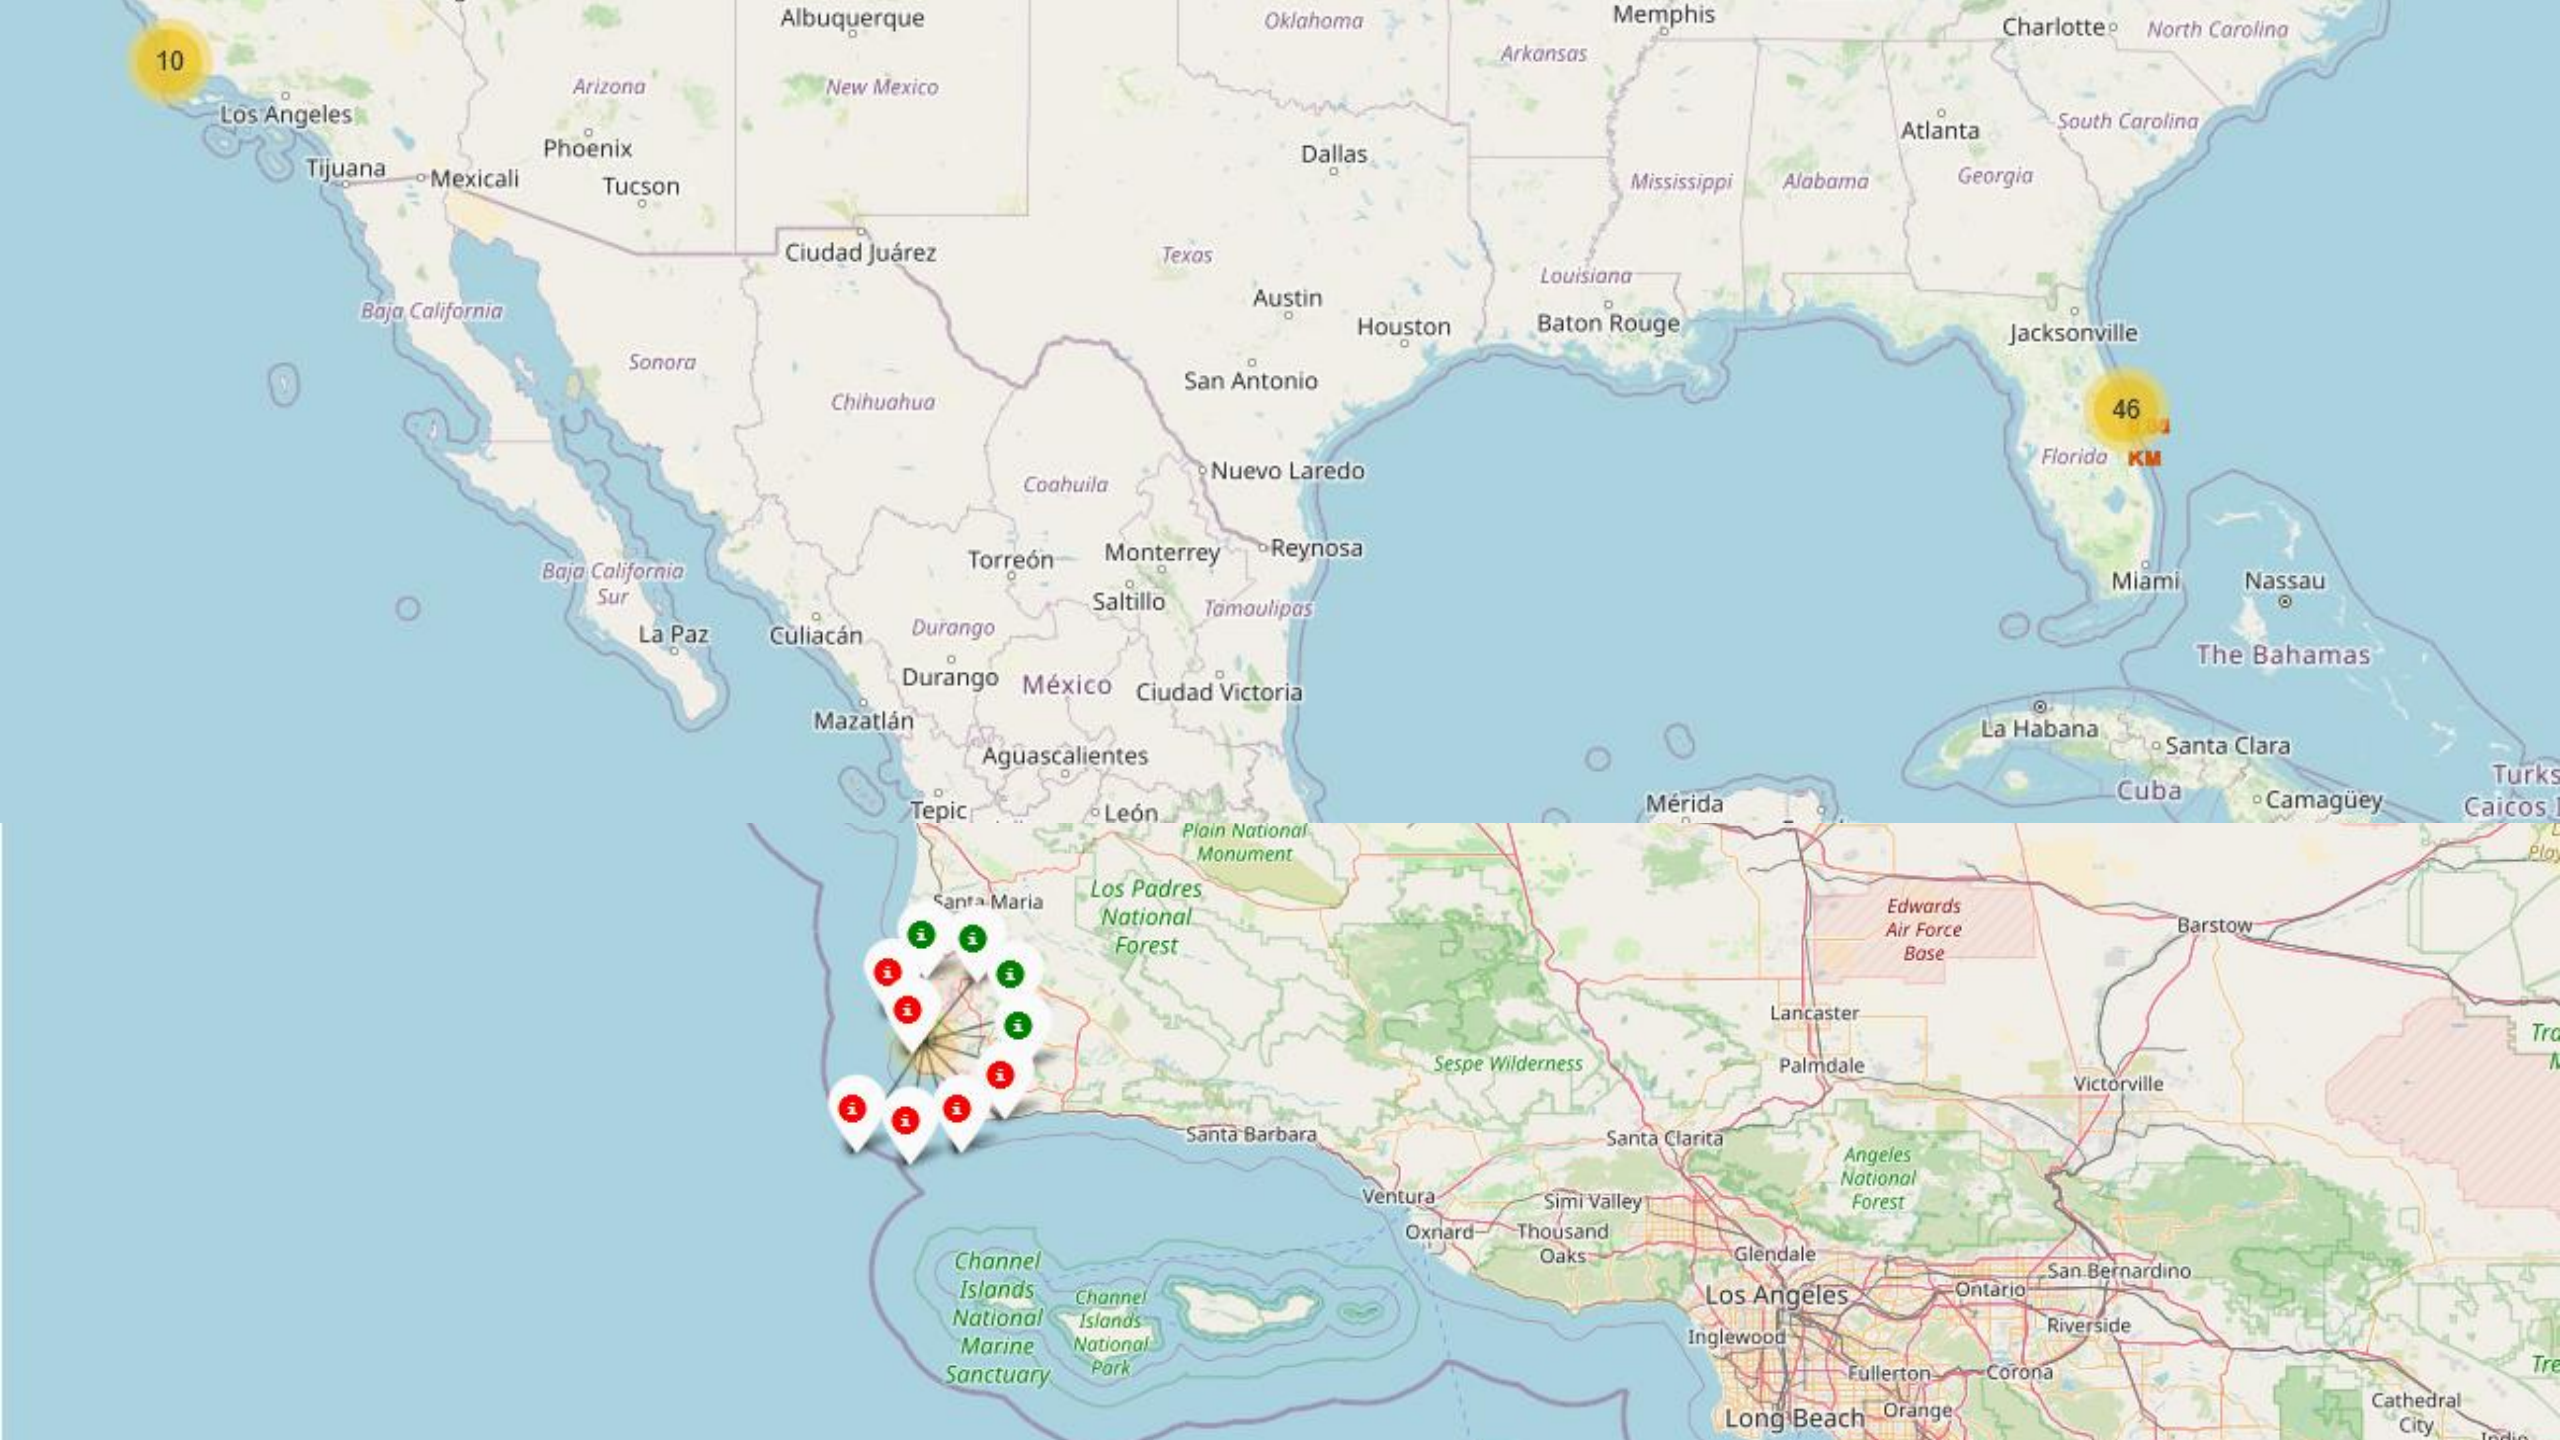 Albuquerque
Oklahoma
Memphis
Charlotte
North Carolina
10
Arizona
New Mexico
Arkansas
Los Angeles
Phoenix
Dallas
Atlanta
South Carolina
Tijuana
Mexicali
Tucson
Mississippi
Alabama
Georgia
Ciudad Juárez
Texas
Louisiana
Baja California
Austin
Houston
Baton Rouge
Jacksonville
Sonora
San Antonio
Chihuahua
46
Florida
KM
Coahuila
Nuevo Laredo
Torreón
Monterrey
Reynosa
Baja California
Sur
Saltillo
Tamaulipas
Miami
Nassau
La Paz
Culiacán
Durango
Durango
México
Ciudad Victoria
The Bahamas
Mazatlán
La Habana
Santa Clara
Aguascalientes
Turks
Caicos
Cuba
Tepic
León
Mérida
Camagüey
Plain National
Monument
Los Padres
National
Forest
Santa Maria
Edwards
Air Force
Base
Barstow
Lancaster
Sespe Wilderness
Palmdale
Victorville
Santa Barbara
Santa Clarita
Angeles
National
Forest
Ventura
Simi Valley
Oxnard
Thousand
Oaks
Glendale
San Bernardino
Channel
Islands
National
Marine
Sanctuary
Channel
Islands
National
Park
Los Angeles
Ontario
Inglewood
Riverside
Fullerton
Corona
Long Beach
Orange
Cathedral
City